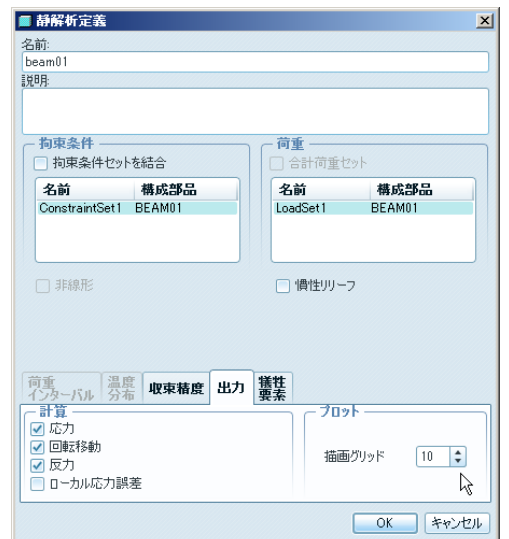 静解析定義
名前:
beam01
説明:
拘束条件
拘束条件セットを結合
名前 構成部品
ConstraintSet1 BEAM01
荷重
合計荷重セット
名前 構成部品
LoadSet1 BEAM01
非線形
慣性リリーフ
荷重
インターバル
温度
分布
収束精度
出力
犠牲
要素
計算
応力
回転移動
反力
ローカル応力誤差
プロット
描画グリッド 10
OK
キャンセル